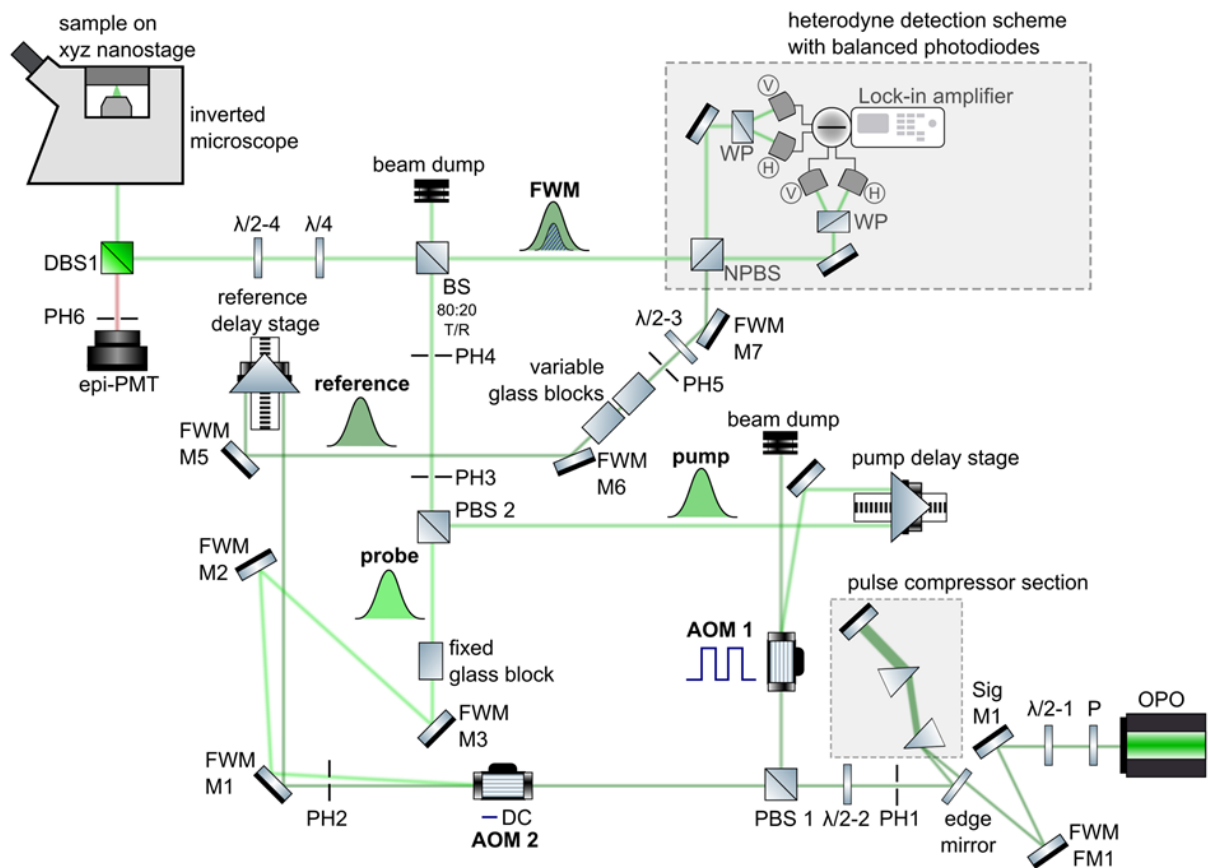 sample on
xyz nanostage
inverted
microscope
heterodyne detection scheme
with balanced photodiodes
Lock-in amplifier
V
WP
H
V
H
WP
NPBS
beam dump
FWM
λ/2-4
λ/4
DBS1
BS
80:20
T/R
PH6
epi-PMT
reference
delay stage
PH4
λ/2-3
FWM
M7
PH5
variable
glass blocks
reference
FWM
M5
FWM
M6
beam dump
pump
pump delay stage
PH3
PBS 2
FWM
M2
probe
pulse compressor section
AOM 1
fixed
glass block
FWM
M3
Sig
M1
λ/2-1
P
OPO
FWM
M1
PH2
DC
AOM 2
PBS 1
λ/2-2
PH1
edge
mirror
FWM
FM1